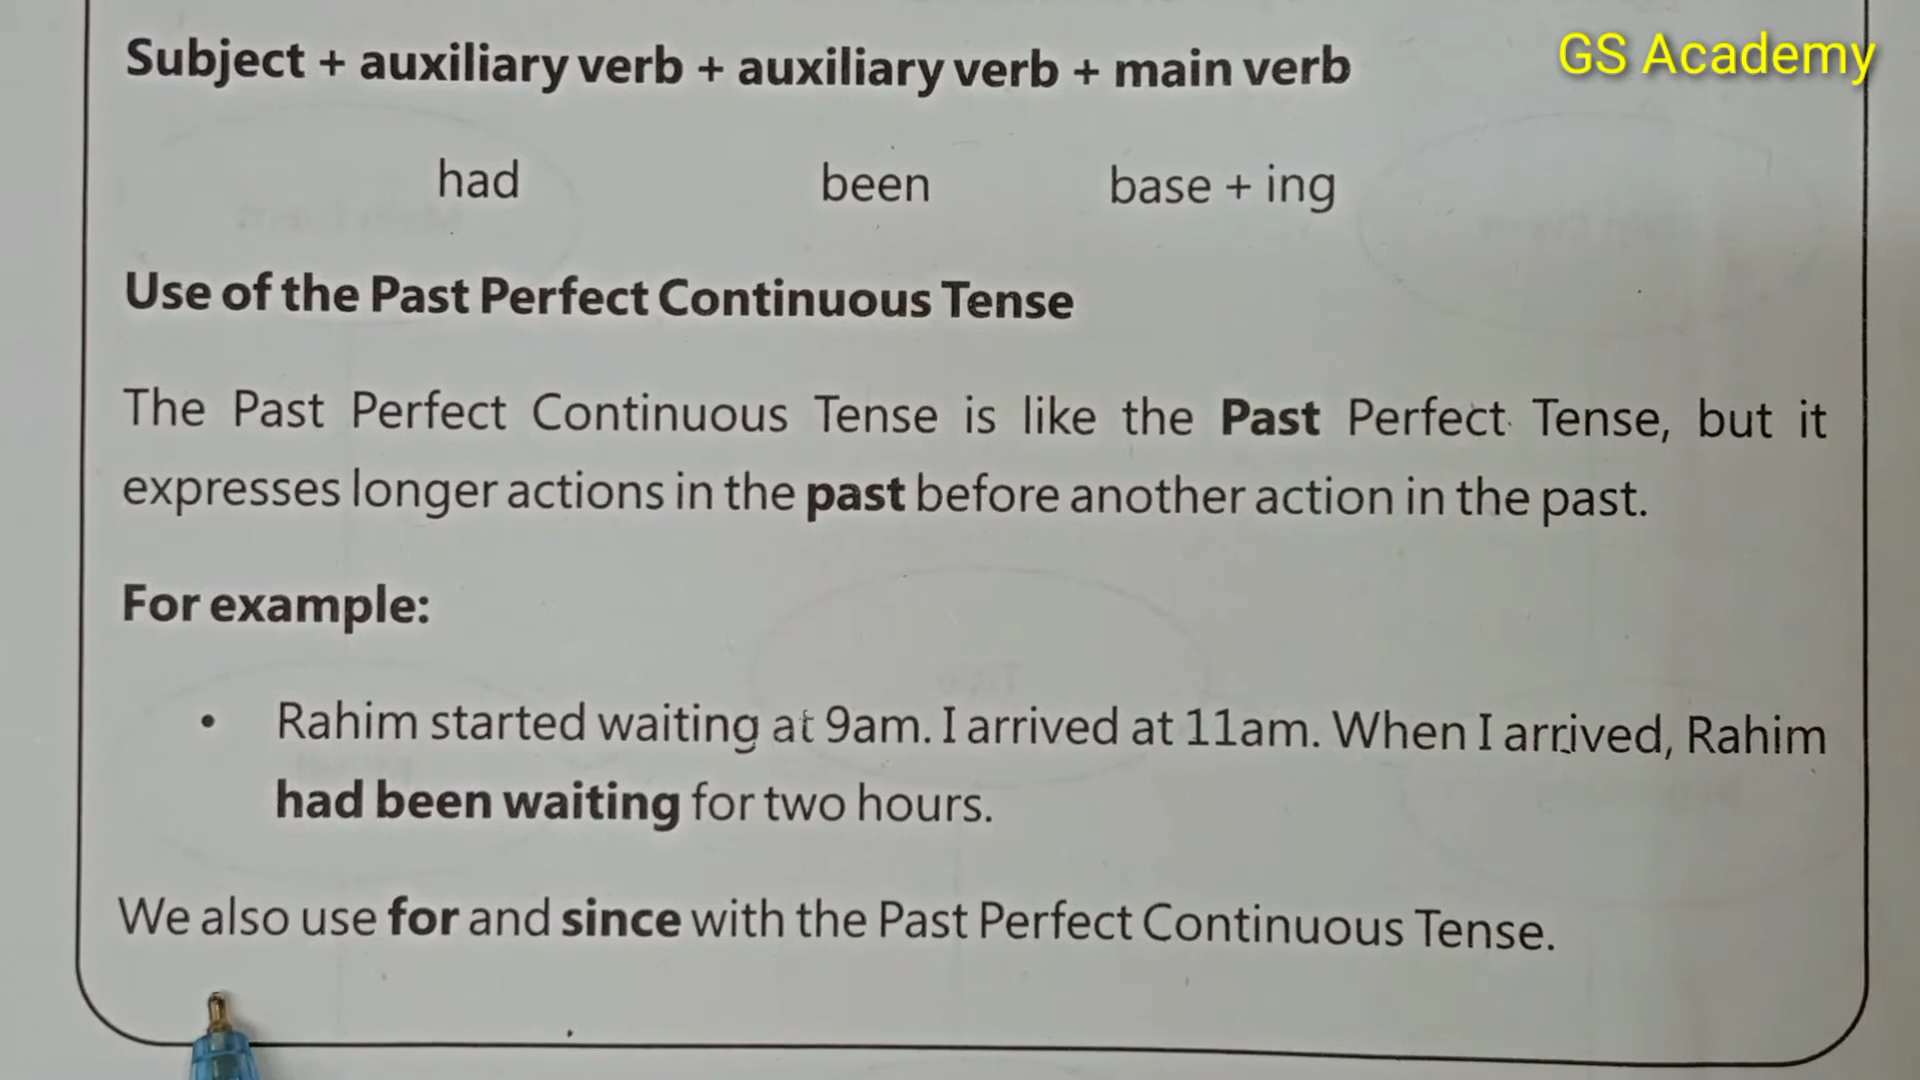 Subject + auxiliary verb + auxiliary verb + main verb
GS Academy
had been base + ing
Use of the Past Perfect Continuous Tense
The Past Perfect Continuous Tense is like the Past Perfect Tense, but it
expresses longer actions in the past before another action in the past.
For example:
• Rahim started waiting at 9am. I arrived at 11am. When I arrived, Rahim
had been waiting for two hours.
We also use for and since with the Past Perfect Continuous Tense.